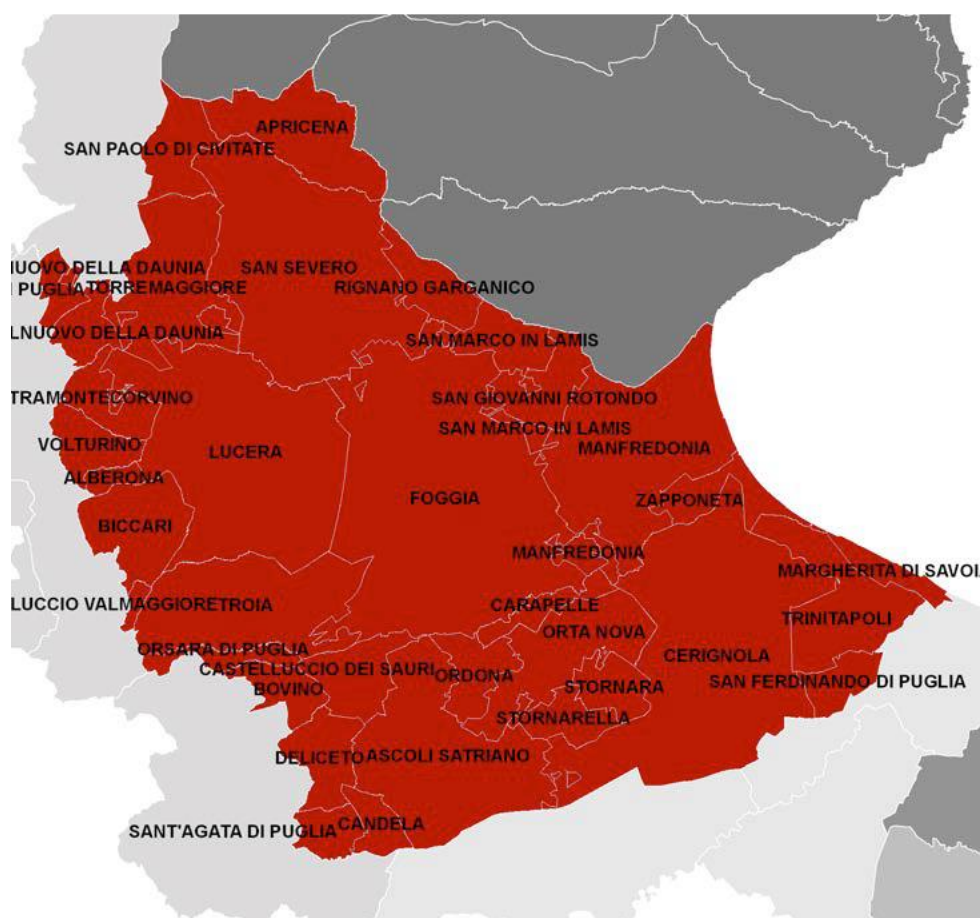 APRICENA
SAN PAOLO DI CIVITATE
NUOVO DELLA DAUNIA
SAN SEVERO
I PUGLIA
TORREMAGGIORE
RIGNANO GARGANICO
LNUOVO DELLA DAUNIA
SAN MARCO IN LAMIS
TRAMONTECORVINO
SAN GIOVANNI ROTONDO
SAN MARCO IN LAMIS
VOLTURINO
LUCERA
MANFREDONIA
ALBERONA
FOGGIA
ZAPPONETA
BICCARI
MANFREDONIA
MARGHERITA DI SAVOI
LUCCIO VALMAGGIORE
TROIA
CARAPELLE
TRINITAPOLI
ORTA NOVA
ORSARA DI PUGLIA
CERIGNOLA
CASTELLUCCIO DEI SAURI
ORDONA
SAN FERDINANDO DI PUGLIA
BOVINO
STORNARA
STORNARELLA
DELICETO
ASCOLI SATRIANO
SANT'AGATA DI PUGLIA
CANDELA